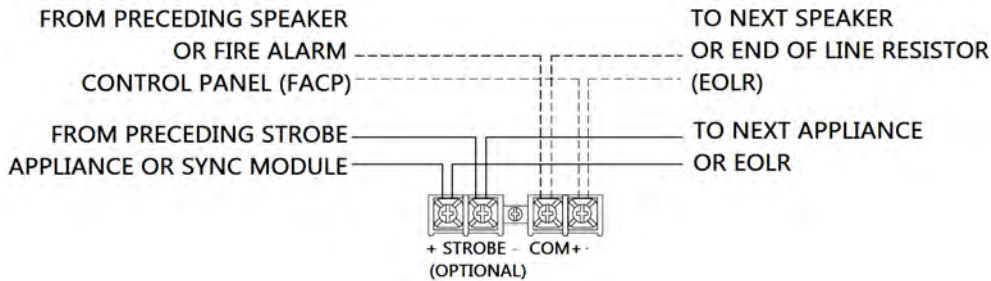 FROM PRECEDING SPEAKER
OR FIRE ALARM
CONTROL PANEL (FACP)
TO NEXT SPEAKER
OR END OF LINE RESISTOR
(EOLR)
FROM PRECEDING STROBE
APPLIANCE OR SYNC MODULE
TO NEXT APPLIANCE
OR EOLR
+ STROBE - COM+ -
(OPTIONAL)